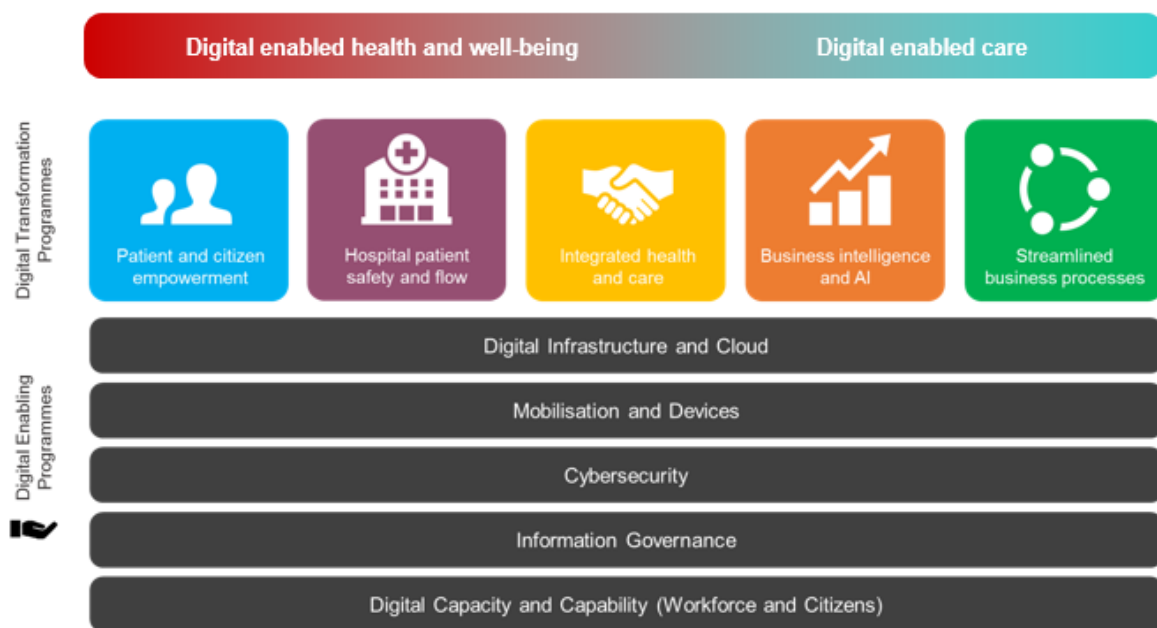 Digital enabled health and well-being
Digital enabled care
Digital Transformation
Programmes
Patient and citizen
empowerment
Hospital patient
safety and flow
Integrated health
and care
Business intelligence
and AI
Streamlined
business processes
Digital Enabling
Programmes
Digital Infrastructure and Cloud
Mobilisation and Devices
Cybersecurity
Information Governance
Digital Capacity and Capability (Workforce and Citizens)